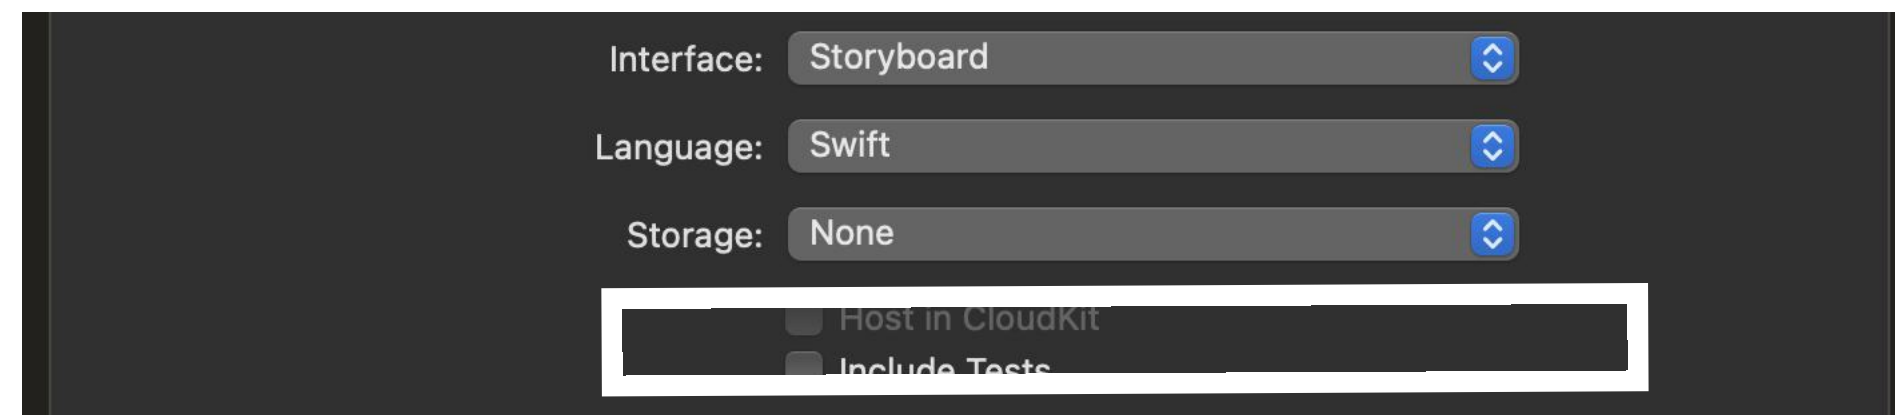 Interface: Storyboard
Language: Swift
Storage: None
Host in CloudKit
Include Tests